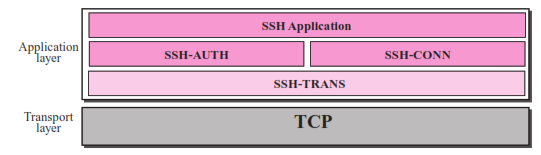 SSH Application
Application
layer
SSH-AUTH
SSH-CONN
SSH-TRANS
Transport
layer
TCP